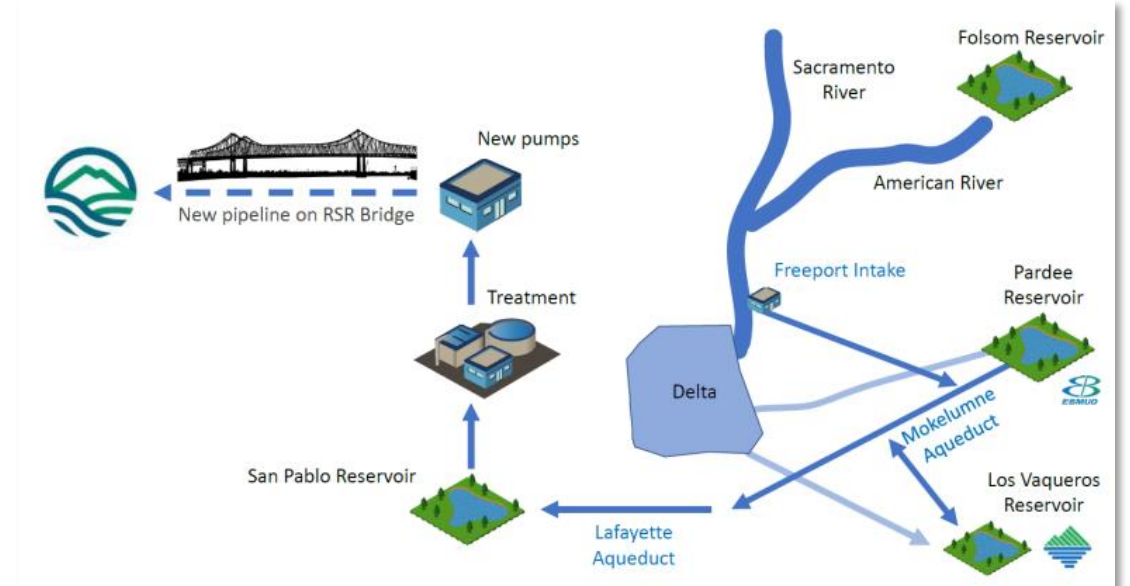 Folsom Reservoir
Sacramento
River
New pumps
American River
New pipeline on RSR Bridge
Freeport Intake
Pardee
Reservoir
Treatment
Delta
EBMUD
Mokelumne
Aqueduct
San Pablo Reservoir
Los Vaqueros
Reservoir
Lafayette
Aqueduct